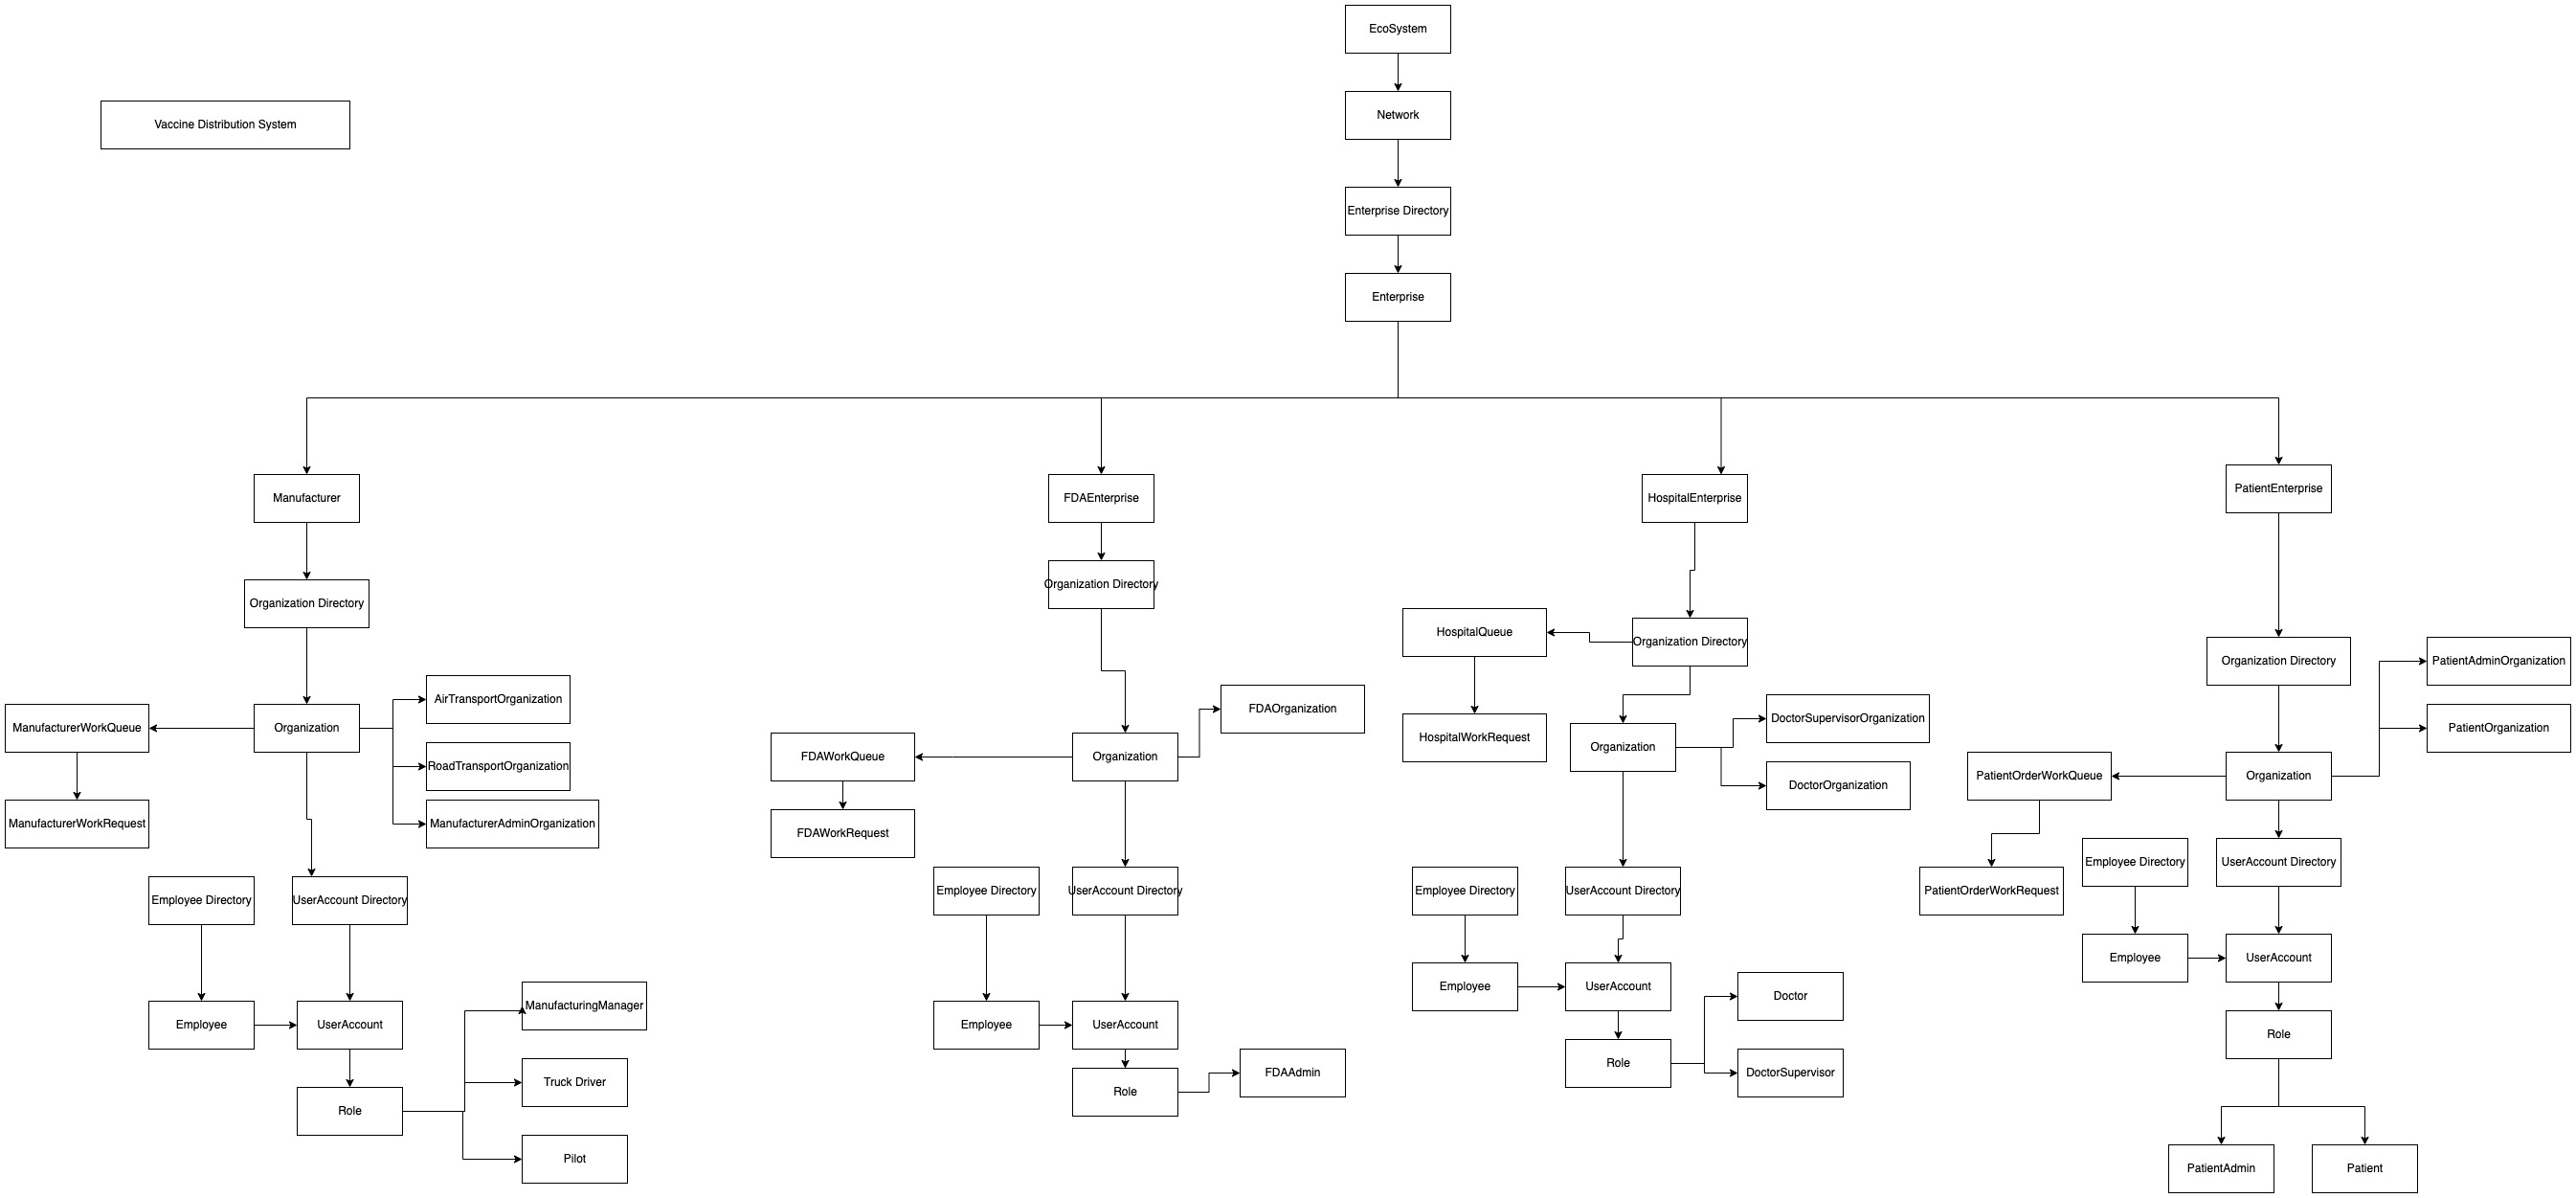 EcoSystem
Vaccine Distribution System
Network
Enterprise Directory
Enterprise
Manufacturer
Organization Directory
Organization
ManufacturerWorkQueue
ManufacturerWorkRequest
AirTransportOrganization
RoadTransportOrganization
ManufacturerAdminOrganization
Employee Directory
UserAccount Directory
Employee
UserAccount
Role
ManufacturingManager
Truck Driver
Pilot
FDAEnterprise
Organization Directory
Organization
FDAOrganization
FDAWorkQueue
FDAWorkRequest
Employee Directory
UserAccount Directory
Employee
UserAccount
Role
FDAAdmin
HospitalEnterprise
Organization Directory
HospitalQueue
HospitalWorkRequest
Organization
DoctorSupervisorOrganization
DoctorOrganization
Employee Directory
UserAccount Directory
Employee
UserAccount
Role
Doctor
DoctorSupervisor
PatientEnterprise
Organization Directory
PatientAdminOrganization
PatientOrganization
Organization
PatientOrderWorkQueue
PatientOrderWorkRequest
Employee Directory
UserAccount Directory
Employee
UserAccount
Role
PatientAdmin
Patient